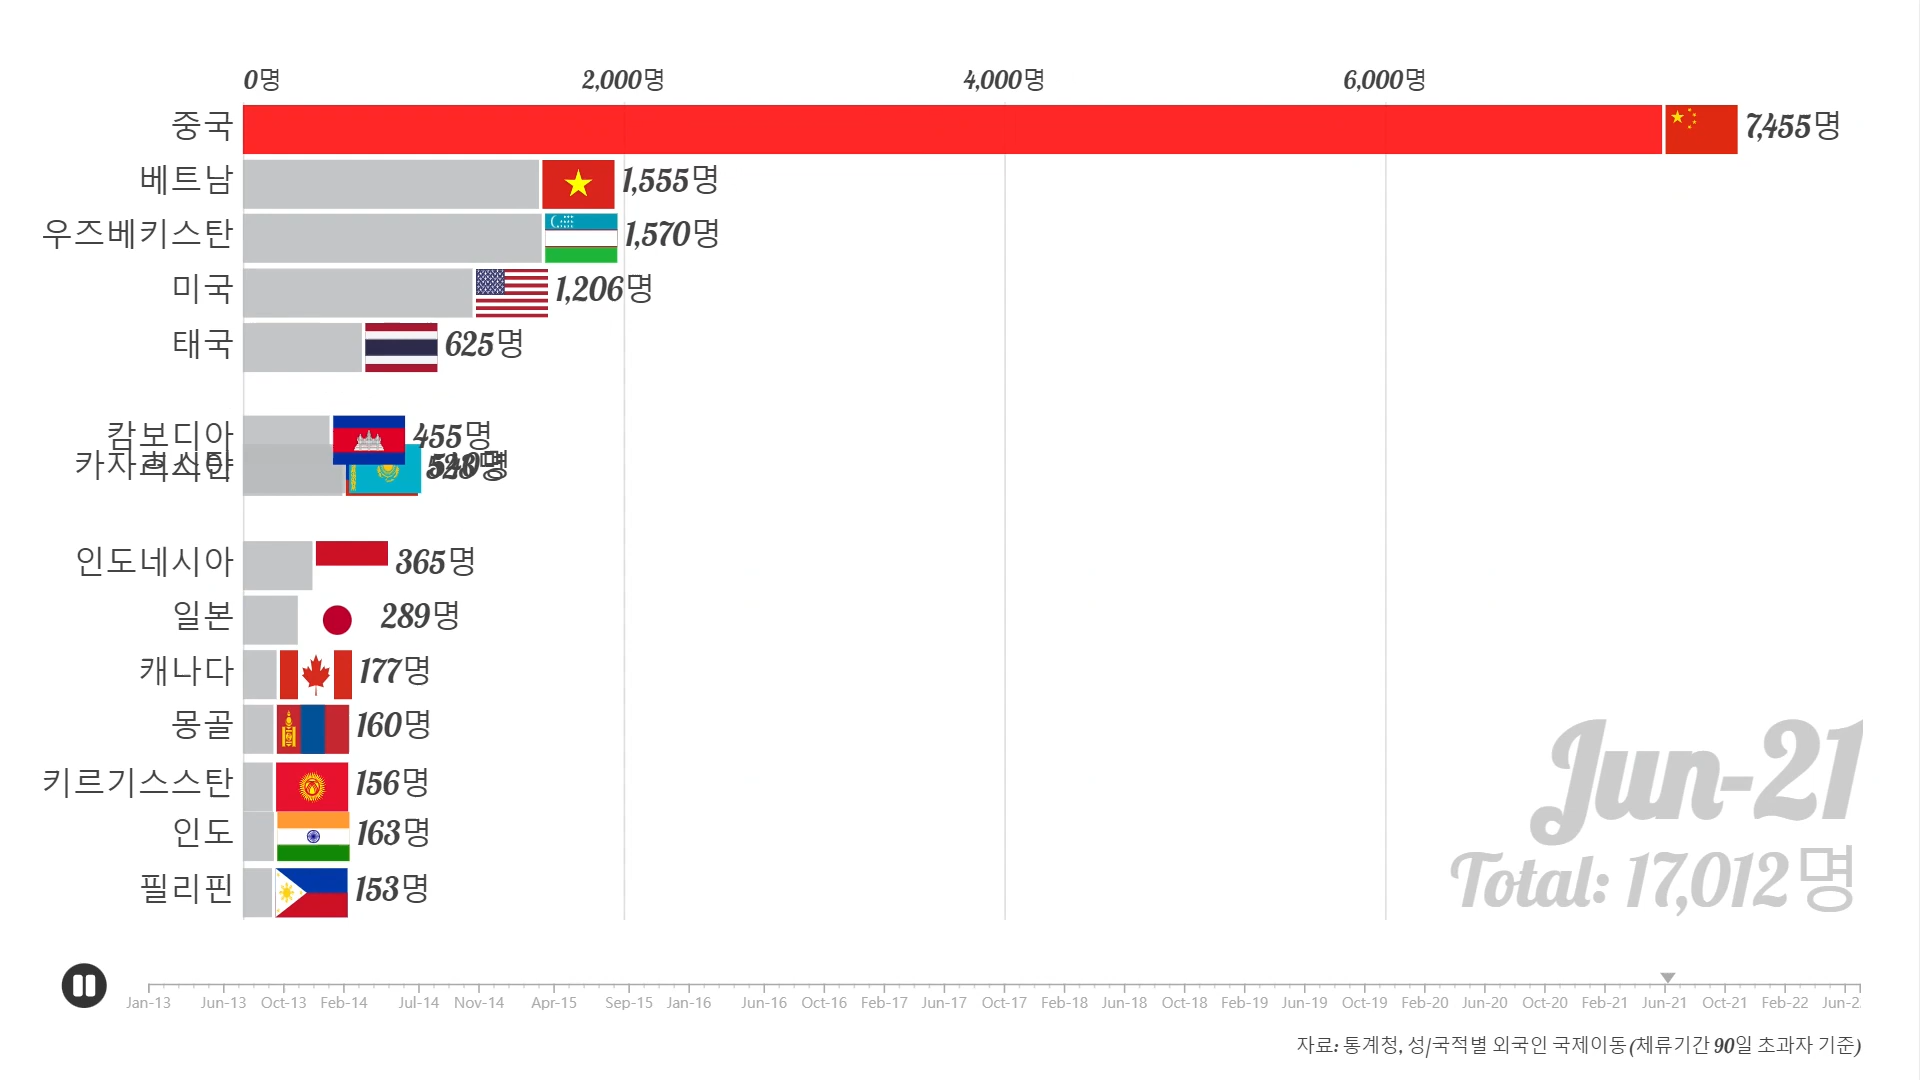 0명 2,000명 4,000명 6,000명
중국 7,455명
베트남 1,555명
우즈베키스탄 1,570명
미국 1,206명
태국 625명
캄보디아 455명
인도네시아 365명
일본 289명
캐나다 177명
몽골 160명
키르기스스탄 156명
인도 163명
필리핀 153명
Jun-21
Total: 17,012명
Jan-13 Jun-13 Oct-13 Feb-14 Jul-14 Nov-14 Apr-15 Sep-15 Jan-16 Jun-16 Oct-16 Feb-17 Jun-17 Oct-17 Feb-18 Jun-18 Oct-18 Feb-19 Jun-19 Oct-19 Feb-20 Jun-20 Oct-20 Feb-21 Jun-21 Oct-21 Feb-22 Jun-2
자료: 통계청, 성/국적별 외국인 국제이동(체류기간 90일 초과자 기준)